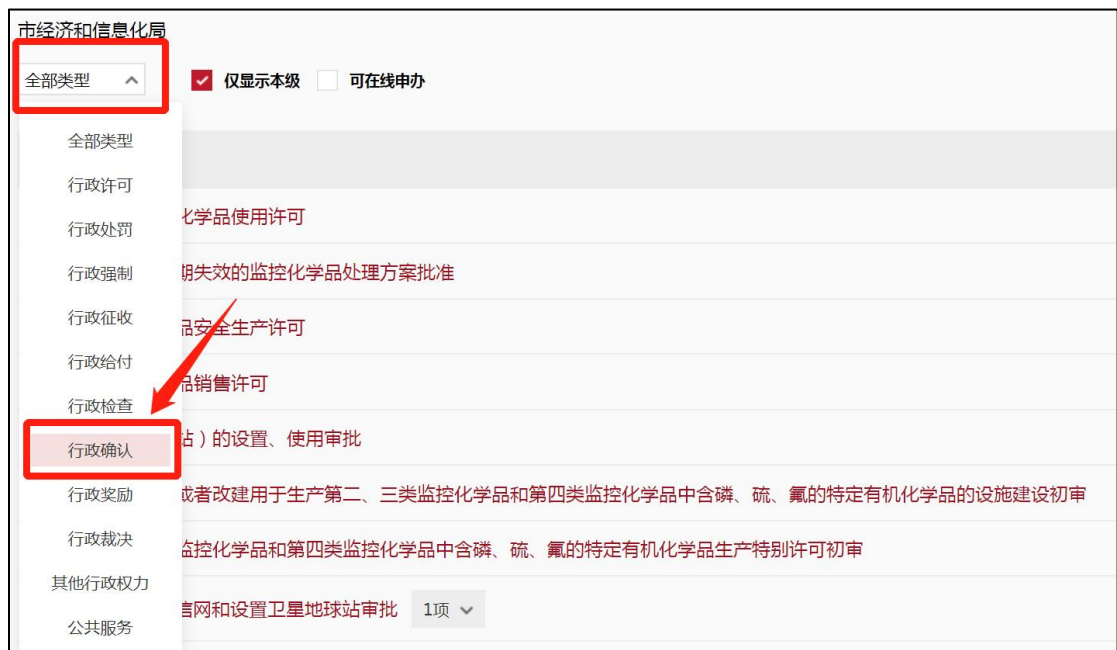 市经济和信息化局
全部类型 仅显示本级 可在线申办
全部类型
行政许可
化学品使用许可
行政处罚
行政强制
期失效的监控化学品处理方案批准
行政征收
品安全生产许可
行政给付
品销售许可
行政检查
站）的设置、使用审批
行政确认
行政奖励
或者改建用于生产第二、三类监控化学品和第四类监控化学品中含磷、硫、氟的特定有机化学品的设施建设初审
行政裁决
监控化学品和第四类监控化学品中含磷、硫、氟的特定有机化学品生产特别许可初审
其他行政权力
信网和设置卫星地球站审批 1项
公共服务